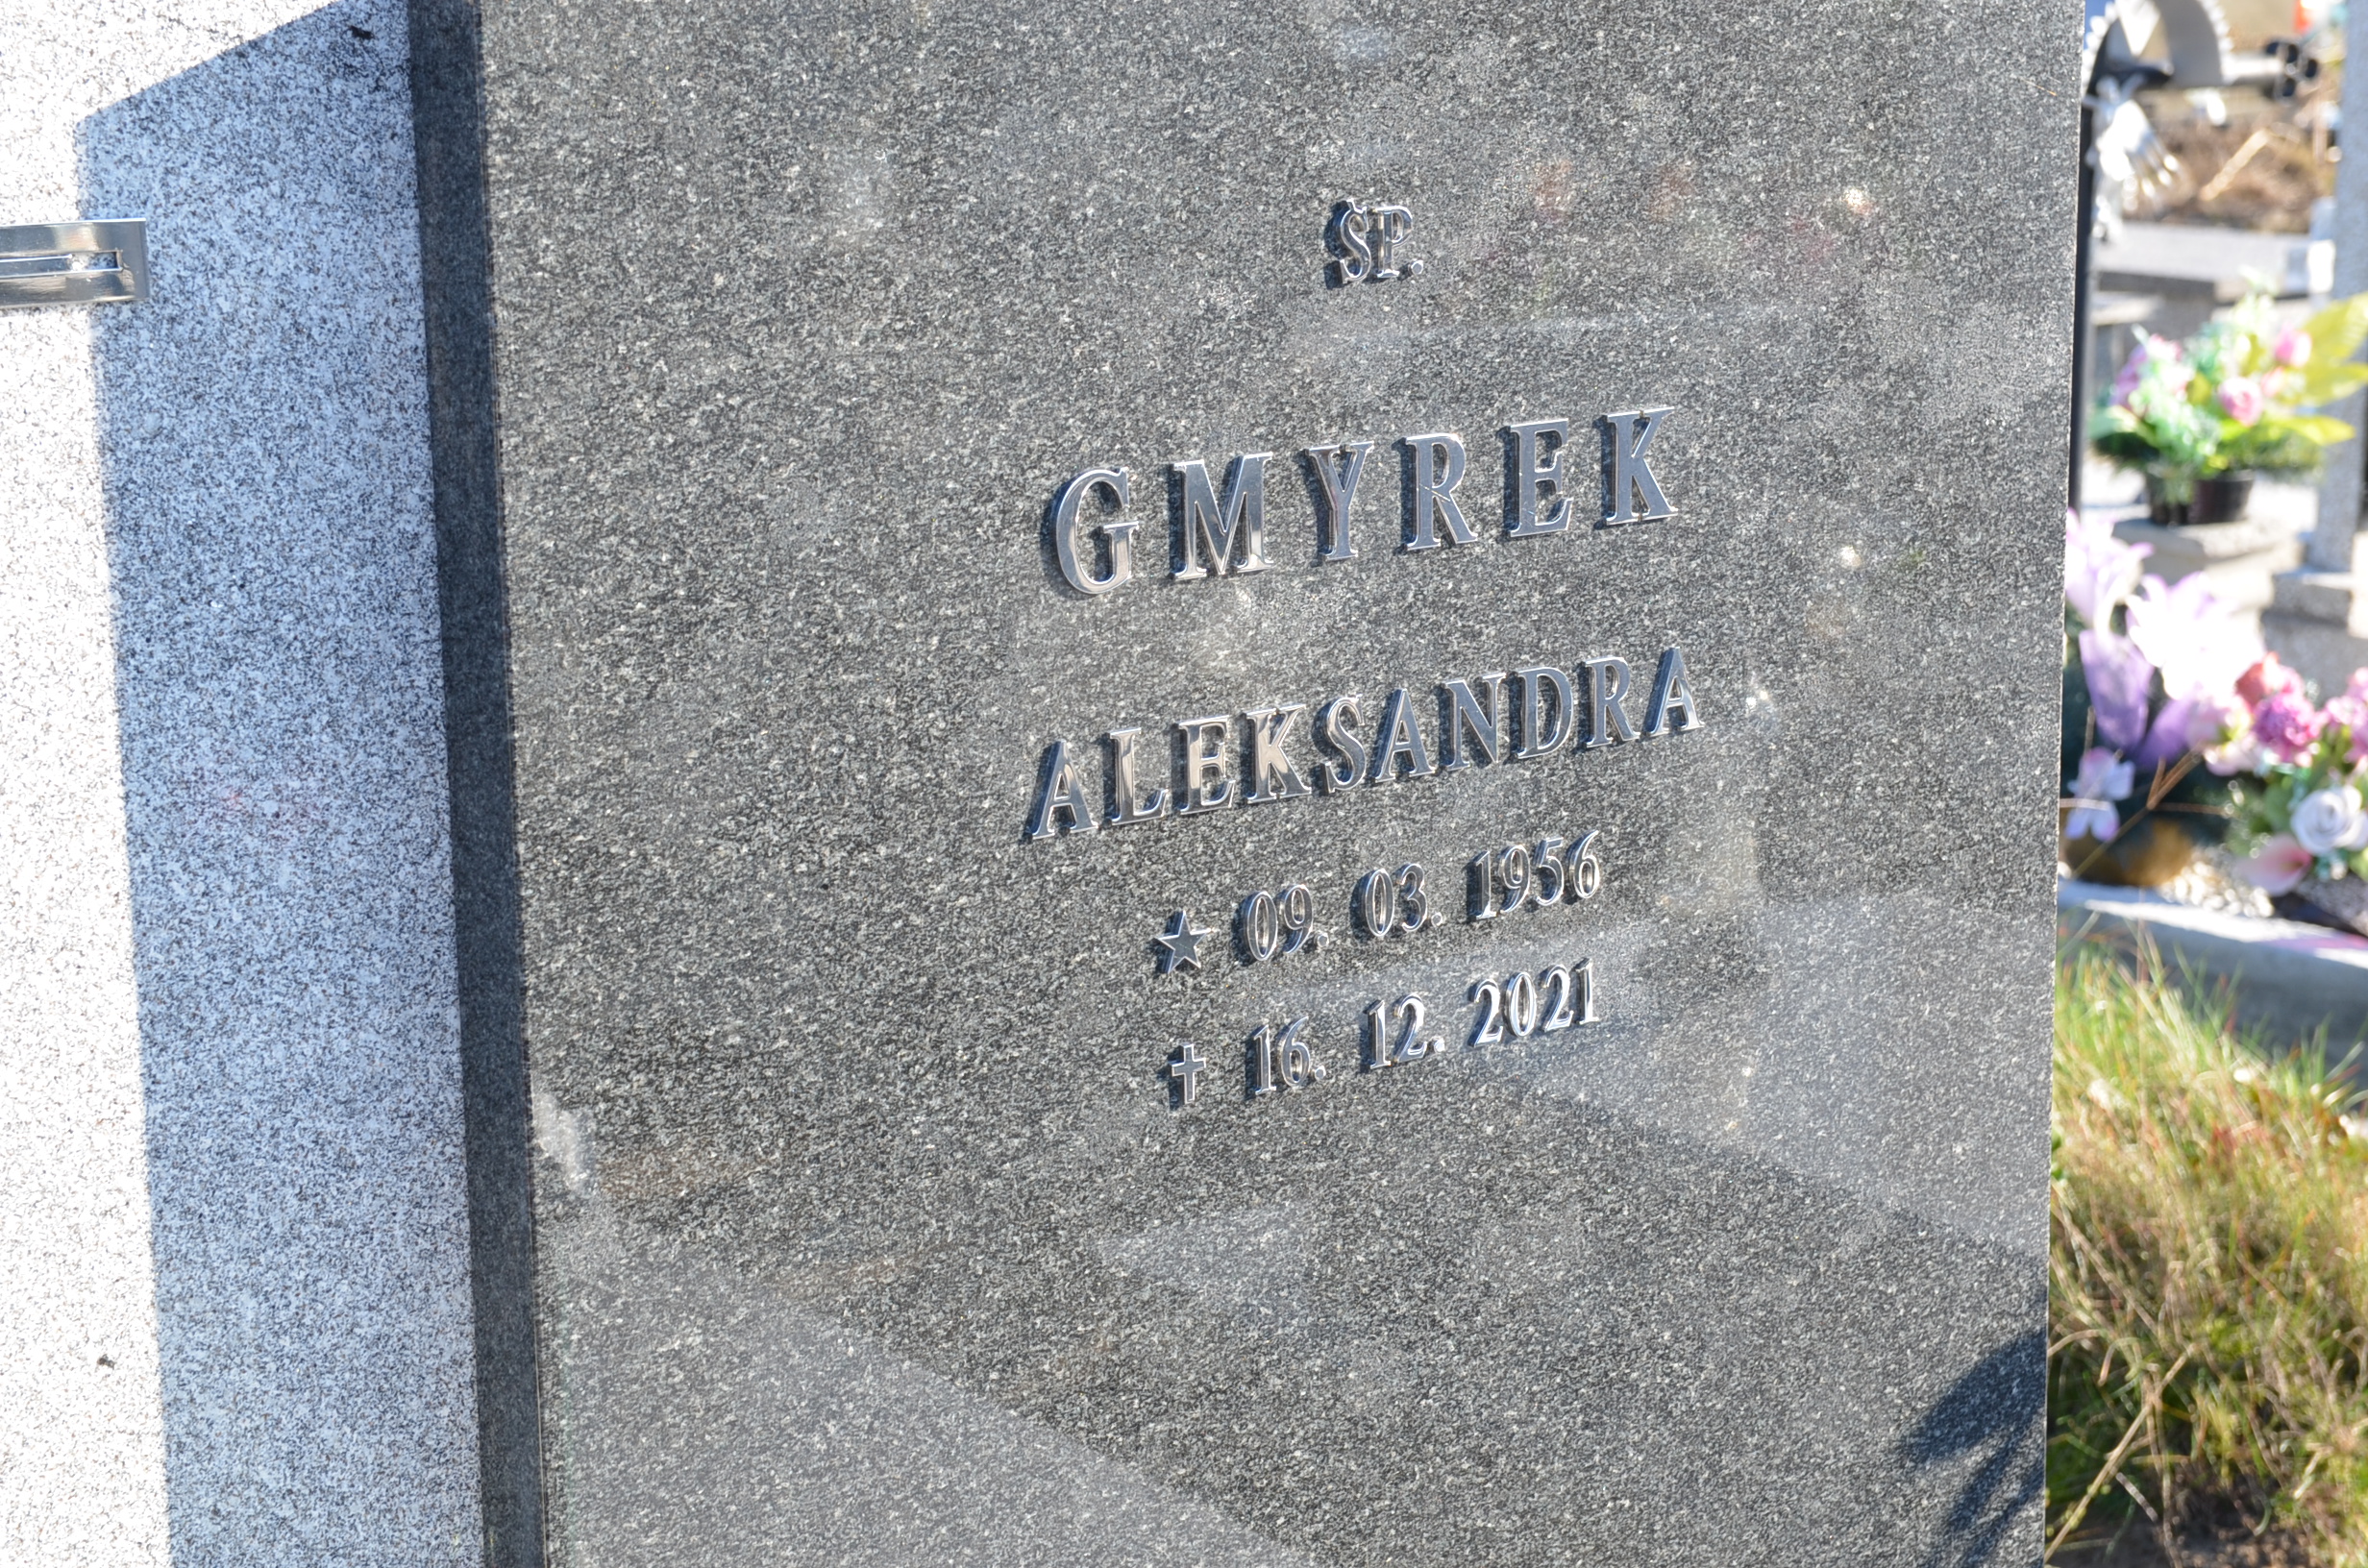 ŚP.
GMYREK
ALEKSANDRA
★ 09. 03. 1956
✝ 16. 12. 2021